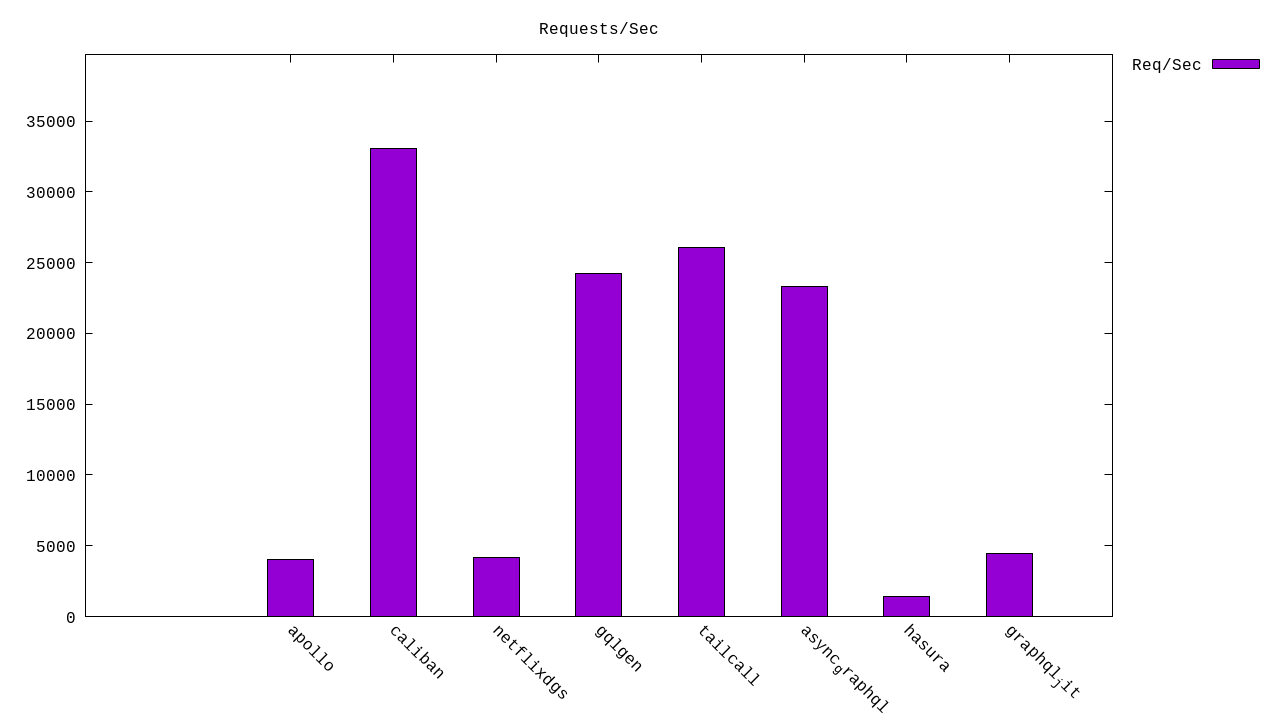 Requests/Sec
Req/Sec
35000
30000
25000
20000
15000
10000
5000
0
apollo
caliban
netflixdgs
gqlgen
tailcall
async_graphql
hasura
graphql_jit